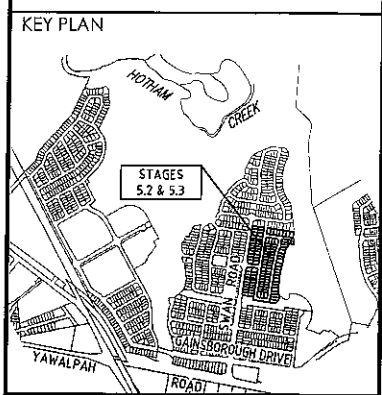 KEY PLAN
HOTHAM
CREEK
STAGES
5.2 & 5.3
SWAN ROAD
GAINSBOROUGH DRIVE
YAWALPAH
ROAD